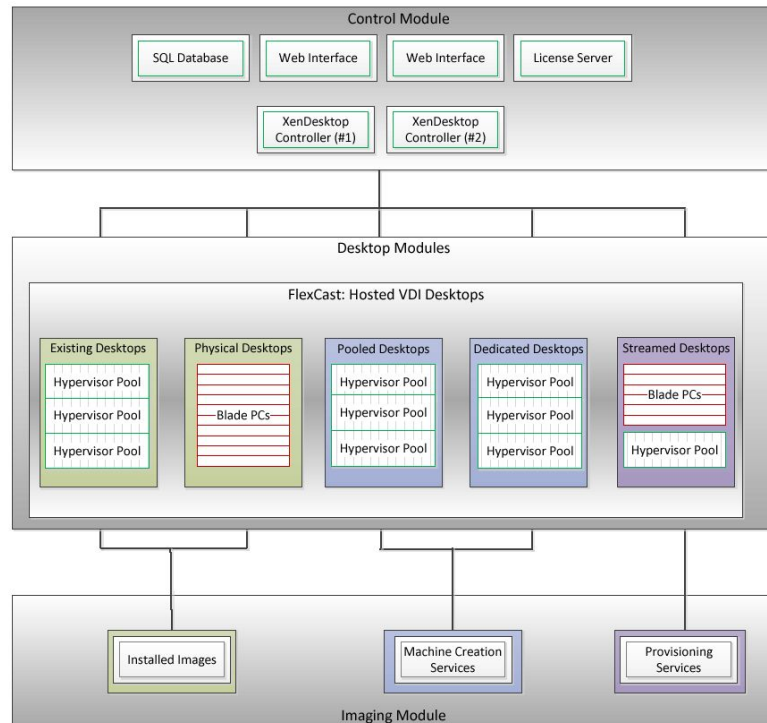 Control Module
SQL Database
Web Interface
Web Interface
License Server
XenDesktop
Controller (#1)
XenDesktop
Controller (#2)
Desktop Modules
FlexCast: Hosted VDI Desktops
Existing Desktops
Hypervisor Pool
Hypervisor Pool
Hypervisor Pool
Physical Desktops
Blade PCs
Pooled Desktops
Hypervisor Pool
Hypervisor Pool
Hypervisor Pool
Dedicated Desktops
Hypervisor Pool
Hypervisor Pool
Hypervisor Pool
Streamed Desktops
Blade PCs
Hypervisor Pool
Installed Images
Machine Creation
Services
Provisioning
Services
Imaging Module